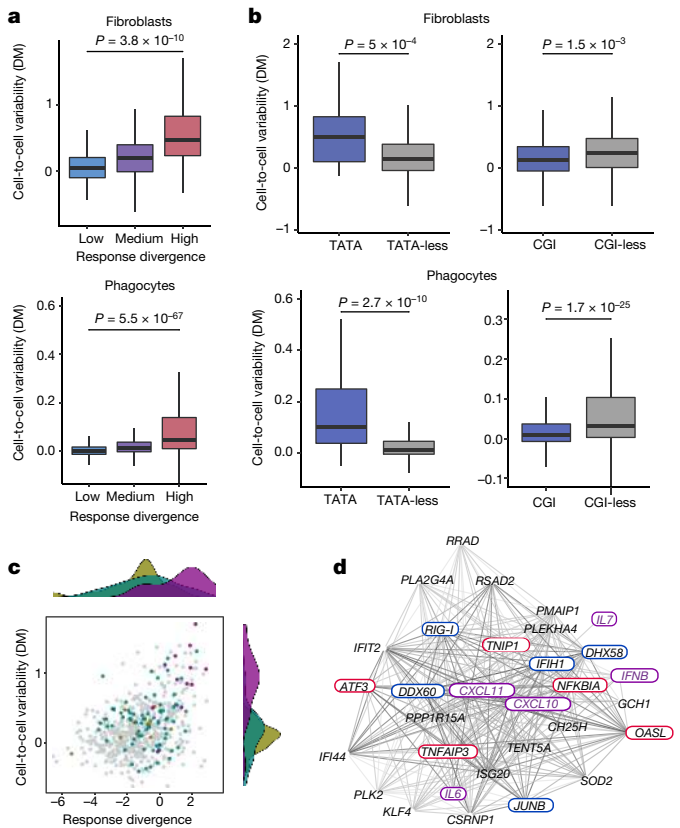 a
Fibroblasts
P = 3.8 × 10–10
Cell-to-cell variability (DM)
1
0
Low Medium High
Response divergence
Phagocytes
P = 5.5 × 10–67
Cell-to-cell variability (DM)
0.6
0.4
0.2
0.0
Low Medium High
Response divergence
b
Fibroblasts
P = 5 × 10–4
Cell-to-cell variability (DM)
2
1
0
–1
TATA TATA-less
P = 1.5 × 10–3
2
1
0
–1
CGI CGI-less
Phagocytes
P = 2.7 × 10–10
Cell-to-cell variability (DM)
0.6
0.4
0.2
0.0
TATA TATA-less
P = 1.7 × 10–25
0.3
0.2
0.1
0.0
–0.1
CGI CGI-less
c
Cell-to-cell variability (DM)
1
0
–6 –4 –2 0 2 4
Response divergence
d
RRAD
PLA2G4A
RSAD2
PMAIP1
IL7
RIG-I
PLEKHA4
IFIT2
TNIP1
DHX58
IFIH1
IFNB
ATF3
DDX60
CXCL11
NFKBIA
CXCL10
GCH1
PPP1R15A
CH25H
OASL
TNFAIP3
TENT5A
IFI44
ISG20
SOD2
PLK2
IL6
KLF4
JUNB
CSRNP1